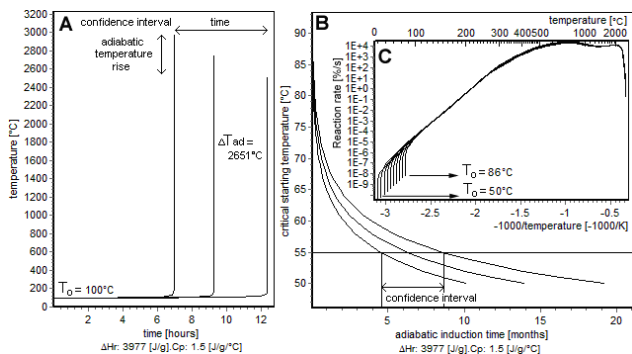 A
confidence interval
time
adiabatic
temperature
rise
ΔTad =
2651°C
To = 100°C
temperature [°C]
3200
3000
2800
2600
2400
2200
2000
1800
1600
1400
1200
1000
800
600
400
200
0
0 2 4 6 8 10 12
time [hours]
ΔHr: 3977 [J/g].Cp: 1.5 [J/g/°C]
B
critical starting temperature [°C]
90
85
80
75
70
65
60
55
50
confidence interval
0 5 10 15 20
adiabatic induction time [months]
ΔHr: 3977 [J/g].Cp: 1.5 [J/g/°C]
C
temperature [°C]
0 100 200 300 400 500 1000 2000
Reaction rate [%/s]
1E+4
1E+3
1E+2
1E+1
1E+0
1E-1
1E-2
1E-3
1E-4
1E-5
1E-6
1E-7
1E-8
1E-9
To = 86°C
To = 50°C
-3 -2.5 -2 -1.5 -1 -0.5
-1000/temperature [-1000/K]